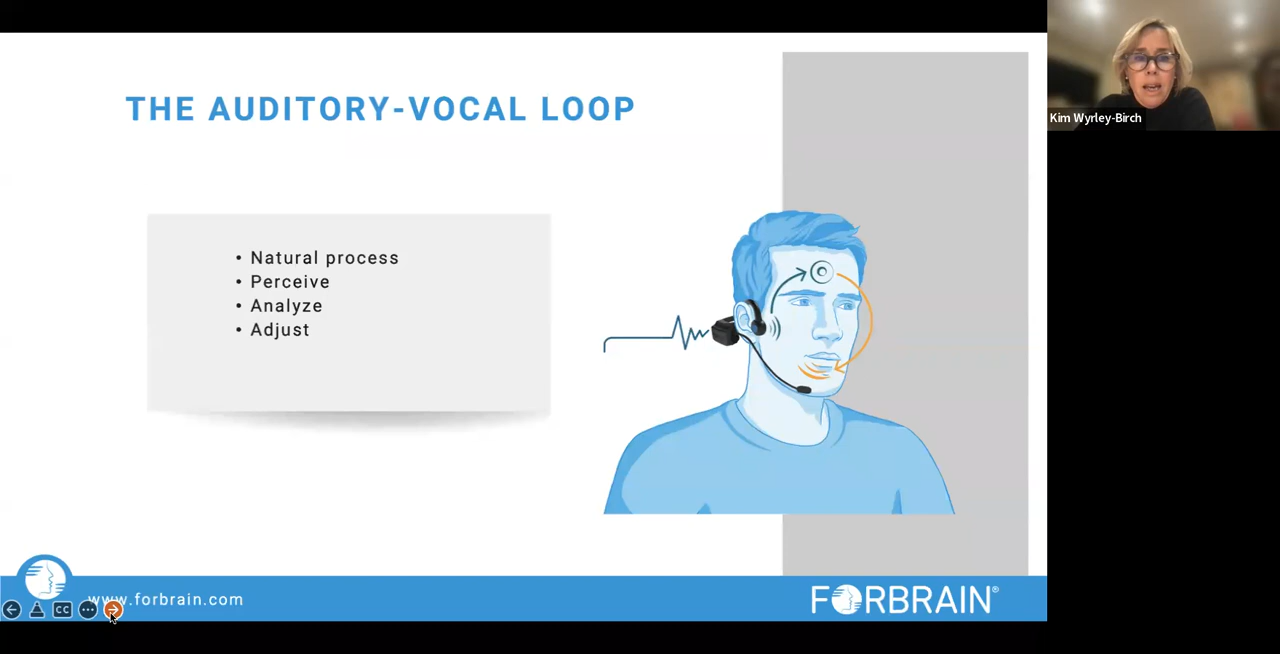 THE AUDITORY-VOCAL LOOP
• Natural process
• Perceive
• Analyze
• Adjust
www.forbrain.com
CC
FORBRAIN®
Kim Wyrley-Birch